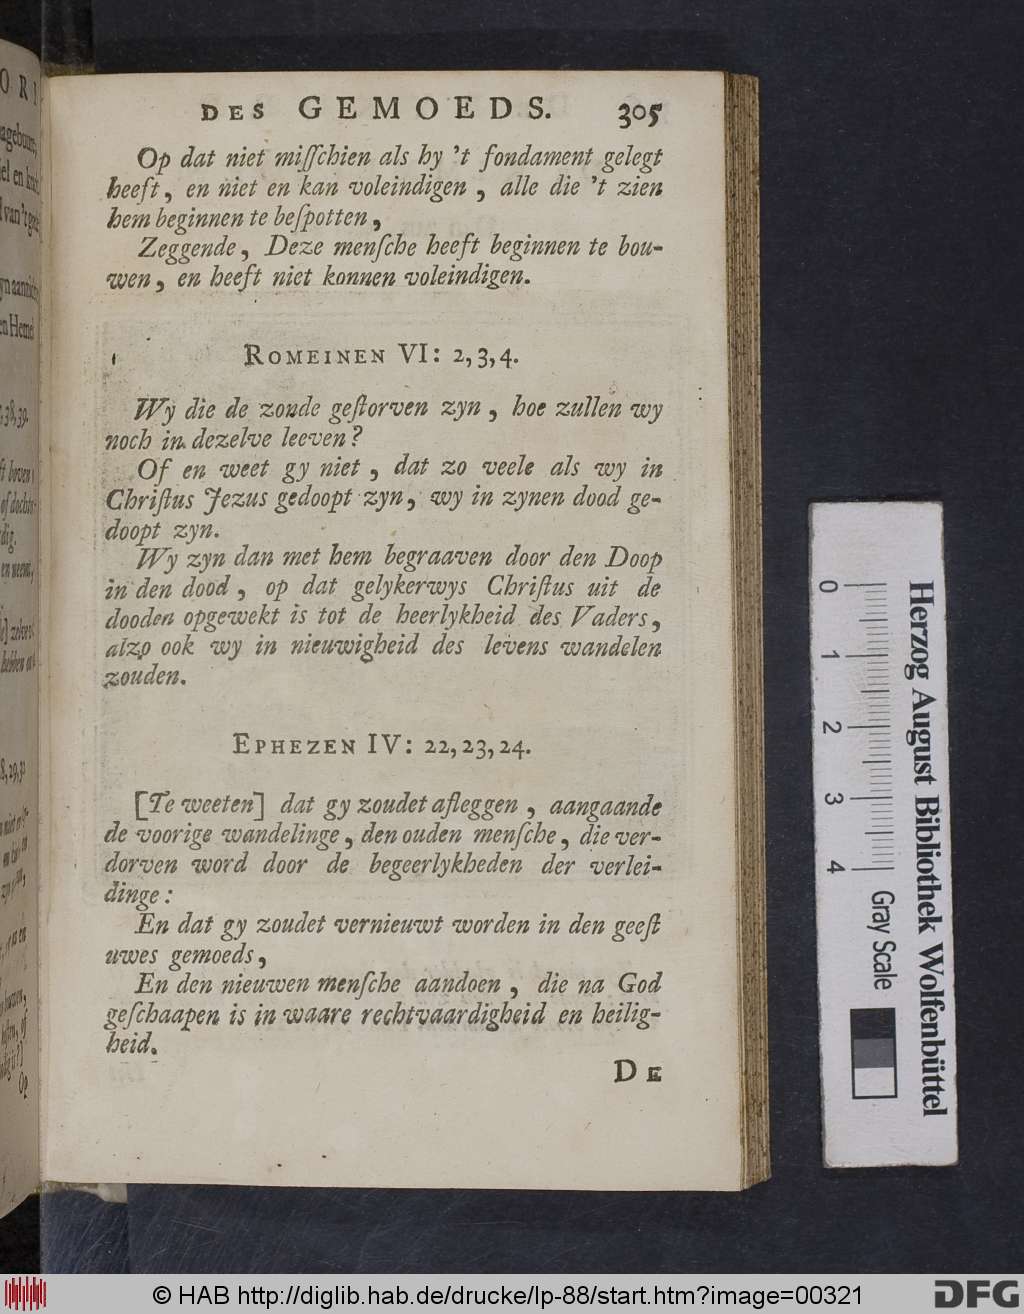 DES GEMOEDS. 305
Op dat niet miſſchien als hy 't fondament gelegt
heeft, en niet en kan voleindigen, alle die 't zien
hem beginnen te beſpotten,
Zeggende, Deze menſche heeft beginnen te bou-
wen, en heeft niet konnen voleindigen.
ROMEINEN VI: 2,3,4.
Wy die de zonde geſtorven zyn, hoe zullen wy
noch in dezelve leeven?
Of en weet gy niet, dat zo veele als wy in
Chriſtus Jezus gedoopt zyn, wy in zynen dood ge-
doopt zyn.
Wy zyn dan met hem begraaven door den Doop
in den dood, op dat gelykerwys Chriſtus uit de
dooden opgewekt is tot de heerlykheid des Vaders,
alzo ook wy in nieuwigheid des levens wandelen
zouden.
EPHEZEN IV: 22,23,24.
[Te weeten] dat gy zoudet afleggen, aangaande
de voorige wandelinge, den ouden menſche, die ver-
dorven word door de begeerlykheden der verlei-
dinge:
En dat gy zoudet vernieuwt worden in den geeſt
uwes gemoeds,
En den nieuwen menſche aandoen, die na God
geſchaapen is in waare rechtvaardigheid en heilig-
heid.
DE
0 1 2 3 4
Gray Scale
Herzog August Bibliothek Wolfenbüttel
© HAB http://diglib.hab.de/drucke/lp-88/start.htm?image=00321
DFG